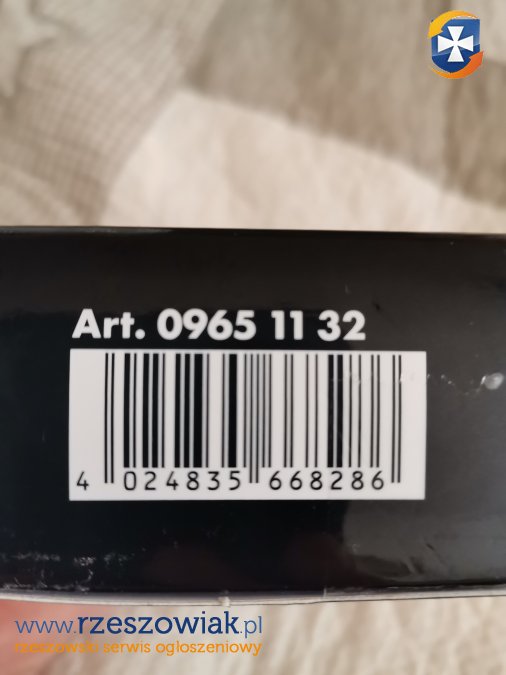 Art. 0965 11 32
4 024835 668286
www.rzeszowiak.pl
rzeszowski serwis ogłoszeniowy